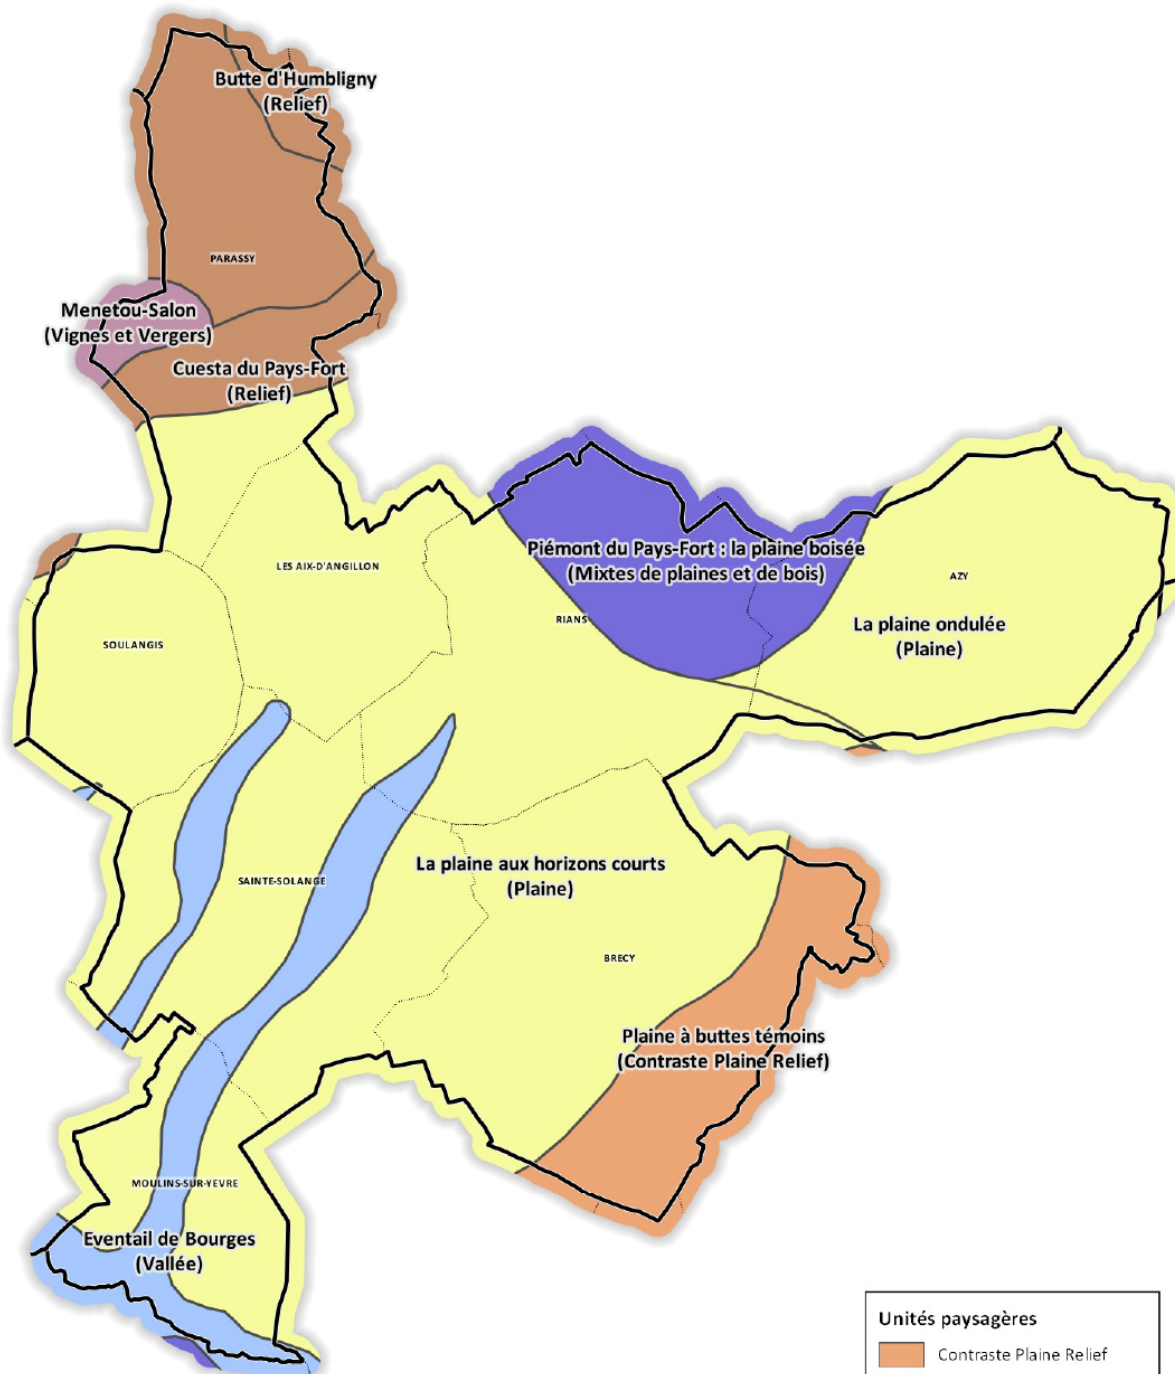 Butte d'Humbligny
(Relief)
PARASSY
Menetou-Salon
(Vignes et Vergers)
Cuesta du Pays-Fort
(Relief)
Piémont du Pays-Fort : la plaine boisée
(Mixtes de plaines et de bois)
LES AIX-D'ANGILLON
AZY
RIANS
La plaine ondulée
(Plaine)
SOULANGIS
La plaine aux horizons courts
(Plaine)
SAINTE-SOLANGE
BRECY
Plaine à buttes témoins
(Contraste Plaine Relief)
MOULINS-SUR-YEVRE
Eventail de Bourges
(Vallée)
Unités paysagères
Contraste Plaine Relief